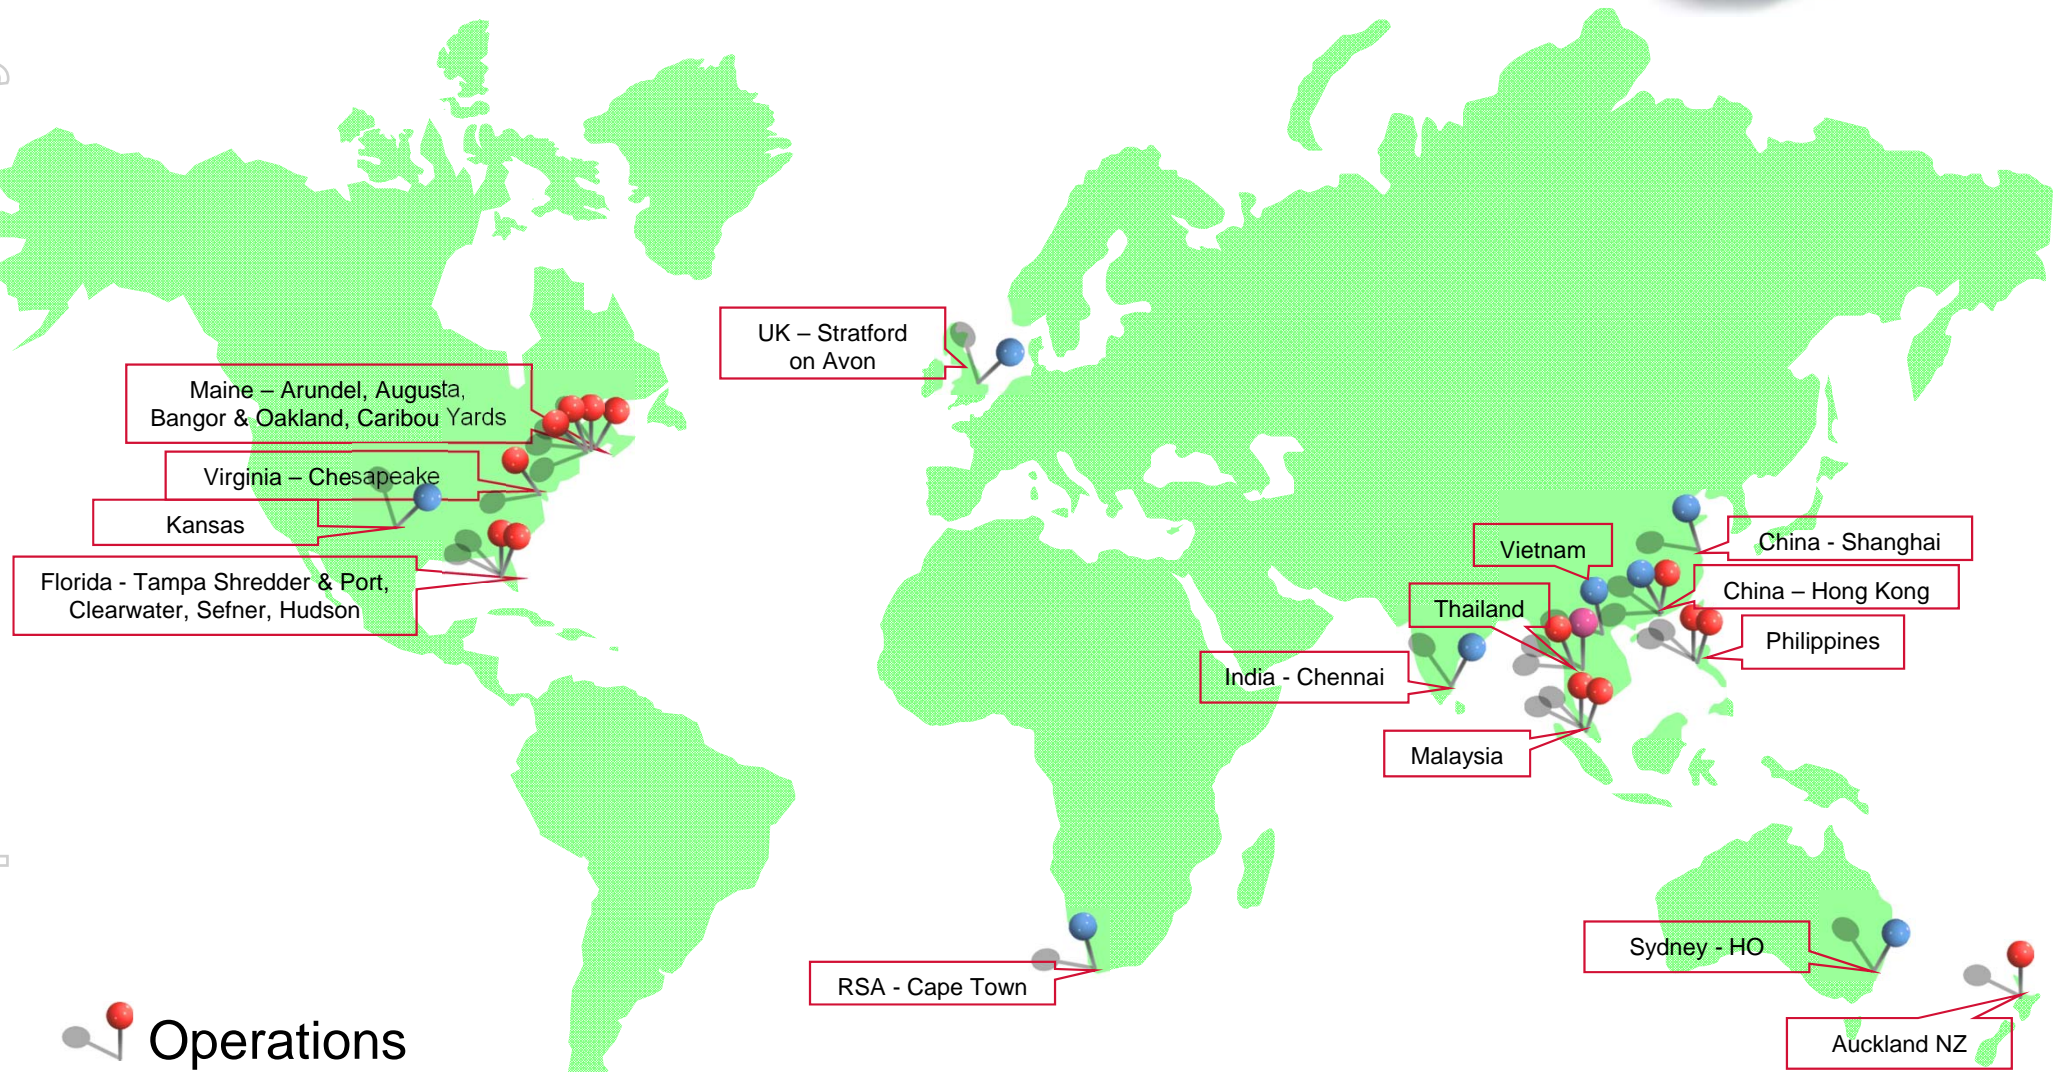 UK – Stratford
on Avon
Maine – Arundel, Augusta,
Bangor & Oakland, Caribou Yards
Virginia – Chesapeake
Kansas
Florida - Tampa Shredder & Port,
Clearwater, Sefner, Hudson
Vietnam
China - Shanghai
Thailand
China – Hong Kong
Philippines
India - Chennai
Malaysia
Sydney - HO
RSA - Cape Town
Auckland NZ
Operations